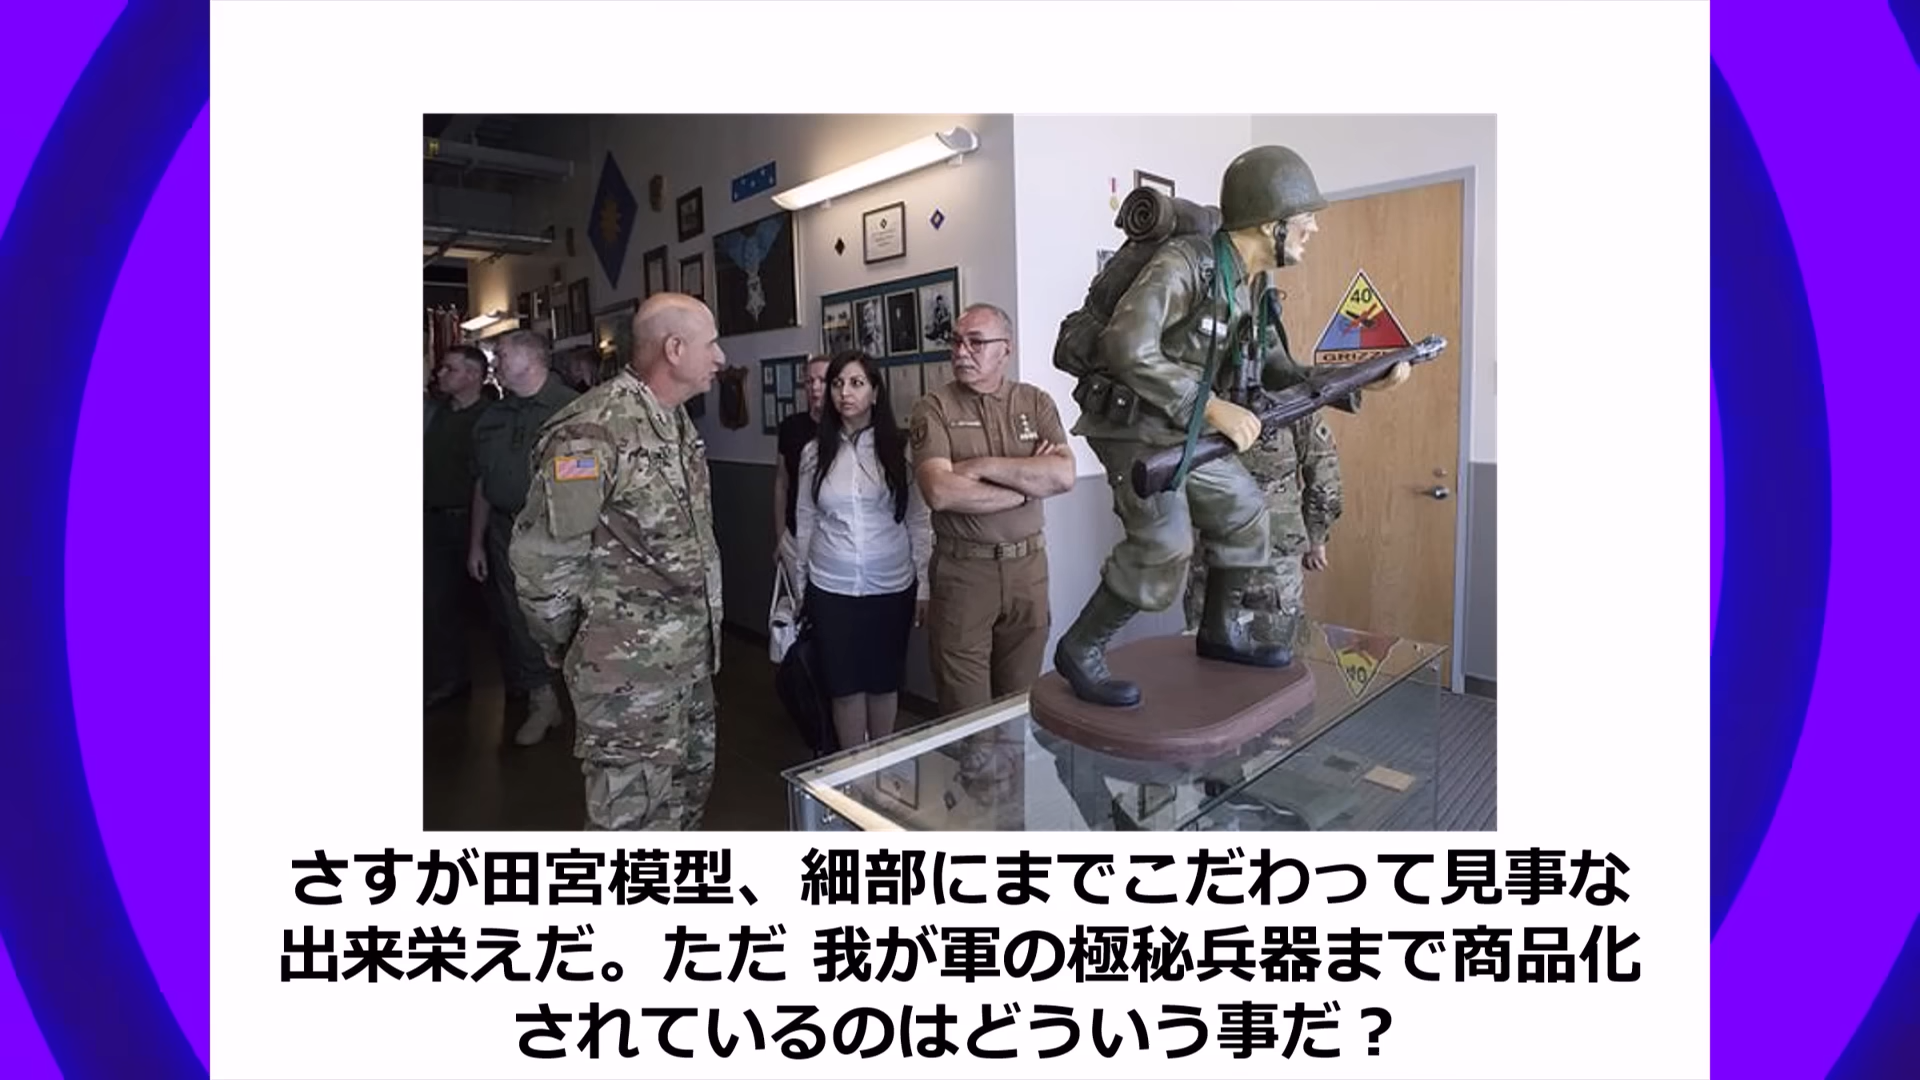 40
GRIZZ
さすが田宮模型、細部にまでこだわって見事な
出来栄えだ。ただ 我が軍の極秘兵器まで商品化
されているのはどういう事だ？